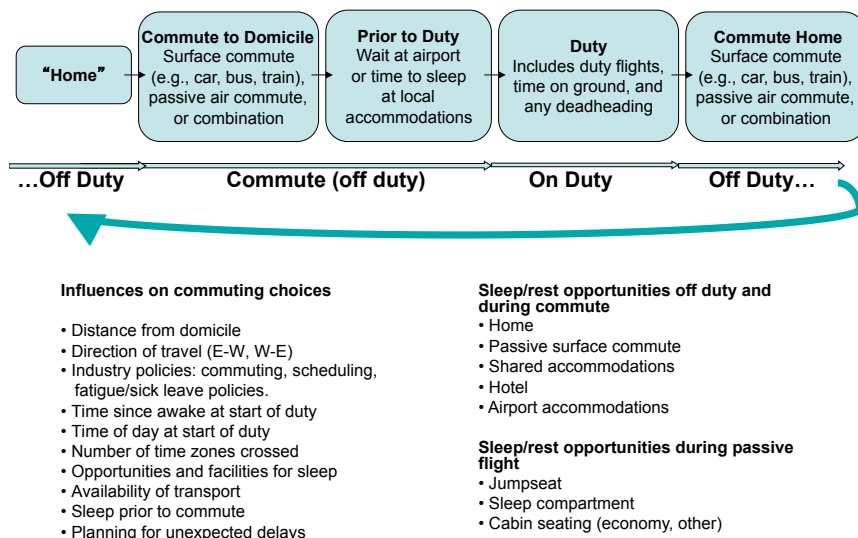 “Home”
Commute to Domicile
Surface commute
(e.g., car, bus, train),
passive air commute,
or combination
Prior to Duty
Wait at airport
or time to sleep
at local
accommodations
Duty
Includes duty flights,
time on ground, and
any deadheading
Commute Home
Surface commute
(e.g., car, bus, train),
passive air commute,
or combination
...Off Duty
Commute (off duty)
On Duty
Off Duty...
Influences on commuting choices
• Distance from domicile
• Direction of travel (E-W, W-E)
• Industry policies: commuting, scheduling,
fatigue/sick leave policies.
• Time since awake at start of duty
• Time of day at start of duty
• Number of time zones crossed
• Opportunities and facilities for sleep
• Availability of transport
• Sleep prior to commute
• Planning for unexpected delays
Sleep/rest opportunities off duty and
during commute
• Home
• Passive surface commute
• Shared accommodations
• Hotel
• Airport accommodations
Sleep/rest opportunities during passive
flight
• Jumpseat
• Sleep compartment
• Cabin seating (economy, other)